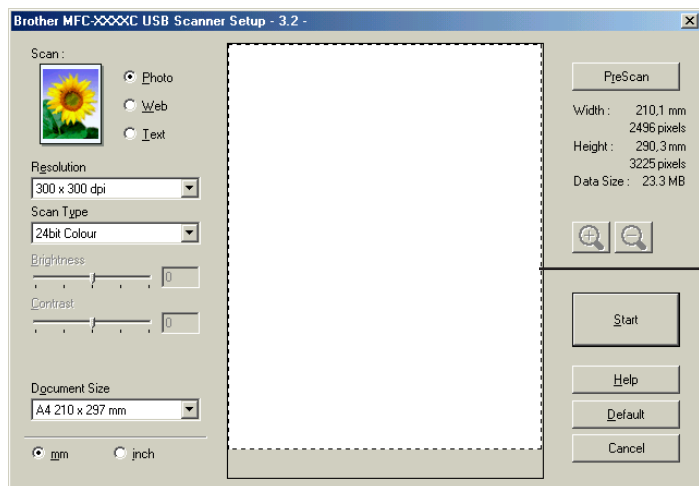 Brother MFC-XXXXC USB Scanner Setup - 3.2 -
Scan :
Photo
Web
Text
Resolution
300 x 300 dpi
Scan Type
24bit Colour
Brightness
0
Contrast
0
Document Size
A4 210 x 297 mm
mm
inch
PreScan
Width : 210,1 mm
2496 pixels
Height : 290,3 mm
3225 pixels
Data Size : 23.3 MB
Start
Help
Default
Cancel